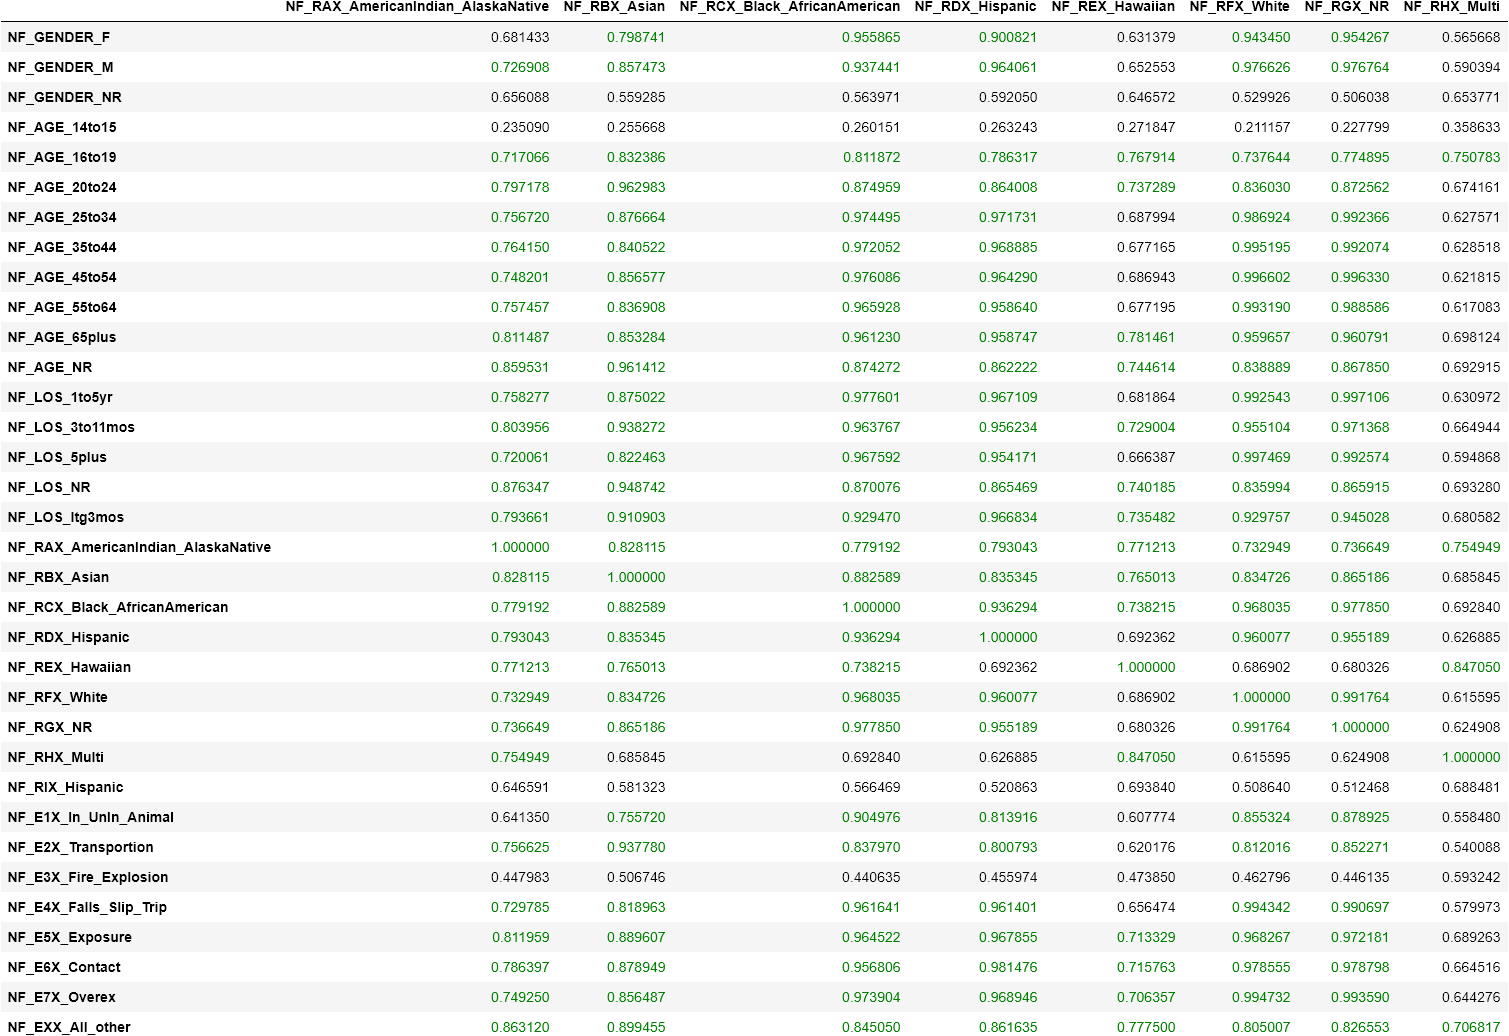 NF_RAX_AmericanIndian_AlaskaNative NF_RBX_Asian NF_RCX_Black_AfricanAmerican NF_RDX_Hispanic NF_REX_Hawaiian NF_RFX_White NF_RGX_NR NF_RHX_Multi
NF_GENDER_F 0.681433 0.798741 0.955865 0.900821 0.631379 0.943450 0.954267 0.565668
NF_GENDER_M 0.726908 0.857473 0.937441 0.964061 0.652553 0.976626 0.976764 0.590394
NF_GENDER_NR 0.656088 0.559285 0.563971 0.592050 0.646572 0.529926 0.506038 0.653771
NF_AGE_14to15 0.235090 0.255668 0.260151 0.263243 0.271847 0.211157 0.227799 0.358633
NF_AGE_16to19 0.717066 0.832386 0.811872 0.786317 0.767914 0.737644 0.774895 0.750783
NF_AGE_20to24 0.797178 0.962983 0.874959 0.864008 0.737289 0.836030 0.872562 0.674161
NF_AGE_25to34 0.756720 0.876664 0.974495 0.971731 0.687994 0.986924 0.992366 0.627571
NF_AGE_35to44 0.764150 0.840522 0.972052 0.968885 0.677165 0.995195 0.992074 0.628518
NF_AGE_45to54 0.748201 0.856577 0.976086 0.964290 0.686943 0.996602 0.996330 0.621815
NF_AGE_55to64 0.757457 0.836908 0.965928 0.958640 0.677195 0.993190 0.988586 0.617083
NF_AGE_65plus 0.811487 0.853284 0.961230 0.958747 0.781461 0.959657 0.960791 0.698124
NF_AGE_NR 0.859531 0.961412 0.874272 0.862222 0.744614 0.838889 0.867850 0.692915
NF_LOS_1to5yr 0.758277 0.875022 0.977601 0.967109 0.681864 0.992543 0.997106 0.630972
NF_LOS_3to11mos 0.803956 0.938272 0.963767 0.956234 0.729004 0.955104 0.971368 0.664944
NF_LOS_5plus 0.720061 0.822463 0.967592 0.954171 0.666387 0.997469 0.992574 0.594868
NF_LOS_NR 0.876347 0.948742 0.870076 0.865469 0.740185 0.835994 0.865915 0.693280
NF_LOS_ltg3mos 0.793661 0.910903 0.929470 0.966834 0.735482 0.929757 0.945028 0.680582
NF_RAX_AmericanIndian_AlaskaNative 1.000000 0.828115 0.779192 0.793043 0.771213 0.732949 0.736649 0.754949
NF_RBX_Asian 0.828115 1.000000 0.882589 0.835345 0.765013 0.834726 0.865186 0.685845
NF_RCX_Black_AfricanAmerican 0.779192 0.882589 1.000000 0.936294 0.738215 0.968035 0.977850 0.692840
NF_RDX_Hispanic 0.793043 0.835345 0.936294 1.000000 0.692362 0.960077 0.955189 0.626885
NF_REX_Hawaiian 0.771213 0.765013 0.738215 0.692362 1.000000 0.686902 0.680326 0.847050
NF_RFX_White 0.732949 0.834726 0.968035 0.960077 0.686902 1.000000 0.991764 0.615595
NF_RGX_NR 0.736649 0.865186 0.977850 0.955189 0.680326 0.991764 1.000000 0.624908
NF_RHX_Multi 0.754949 0.685845 0.692840 0.626885 0.847050 0.615595 0.624908 1.000000
NF_RIX_Hispanic 0.646591 0.581323 0.566469 0.520863 0.693840 0.508640 0.512468 0.688481
NF_E1X_In_UnIn_Animal 0.641350 0.755720 0.904976 0.813916 0.607774 0.855324 0.878925 0.558480
NF_E2X_Transportion 0.756625 0.937780 0.837970 0.800793 0.620176 0.812016 0.852271 0.540088
NF_E3X_Fire_Explosion 0.447983 0.506746 0.440635 0.455974 0.473850 0.462796 0.446135 0.593242
NF_E4X_Falls_Slip_Trip 0.729785 0.818963 0.961641 0.961401 0.656474 0.994342 0.990697 0.579973
NF_E5X_Exposure 0.811959 0.889607 0.964522 0.967855 0.713329 0.968267 0.972181 0.689263
NF_E6X_Contact 0.786397 0.878949 0.956806 0.981476 0.715763 0.978555 0.978798 0.664516
NF_E7X_Overex 0.749250 0.856487 0.973904 0.968946 0.706357 0.994732 0.993590 0.644276
NF_EXX_All_other 0.863120 0.899455 0.845050 0.861635 0.777500 0.805007 0.826553 0.706817